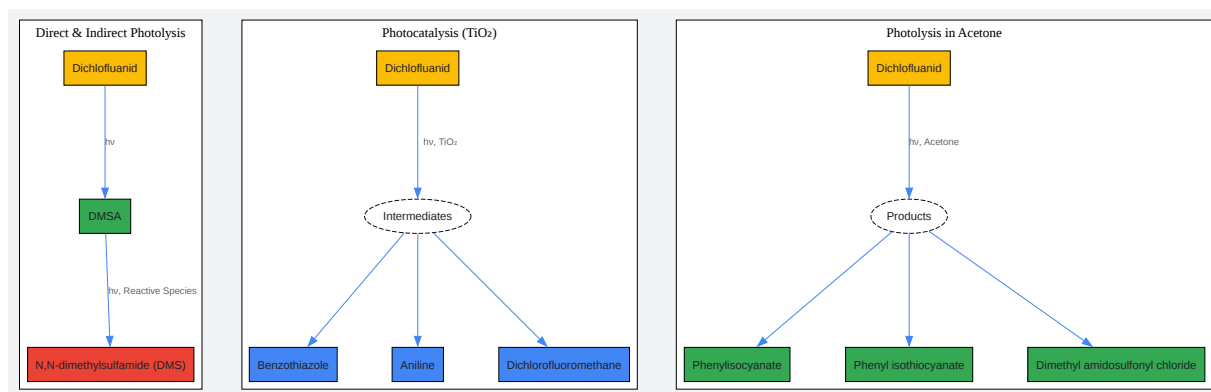 Direct & Indirect Photolysis
Dichlofluanid
hν
DMSA
hν, Reactive Species
N,N-dimethylsulfamide (DMS)
Photocatalysis (TiO₂)
Dichlofluanid
hν, TiO₂
Intermediates
Benzothiazole
Aniline
Dichlorofluoromethane
Photolysis in Acetone
Dichlofluanid
hν, Acetone
Products
Phenylisocyanate
Phenyl isothiocyanate
Dimethyl amidosulfonyl chloride